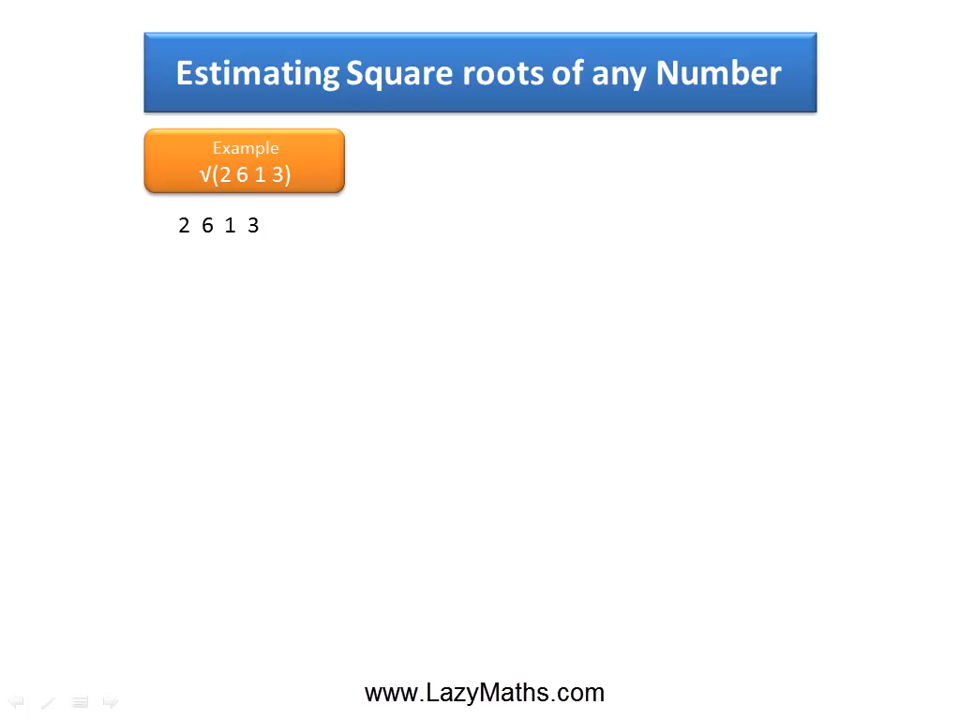 Estimating Square roots of any Number
Example
√(2 6 1 3)
2 6 1 3
www.LazyMaths.com